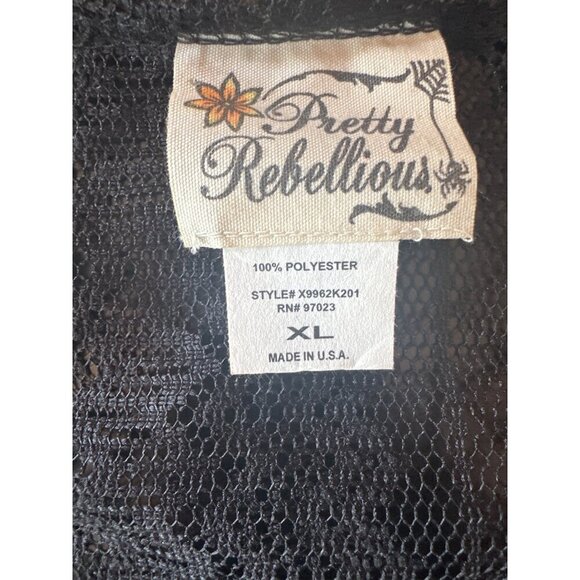 Pretty
Rebellious
100% POLYESTER
STYLE# X9962K201
RN# 97023
XL
MADE IN U.S.A.